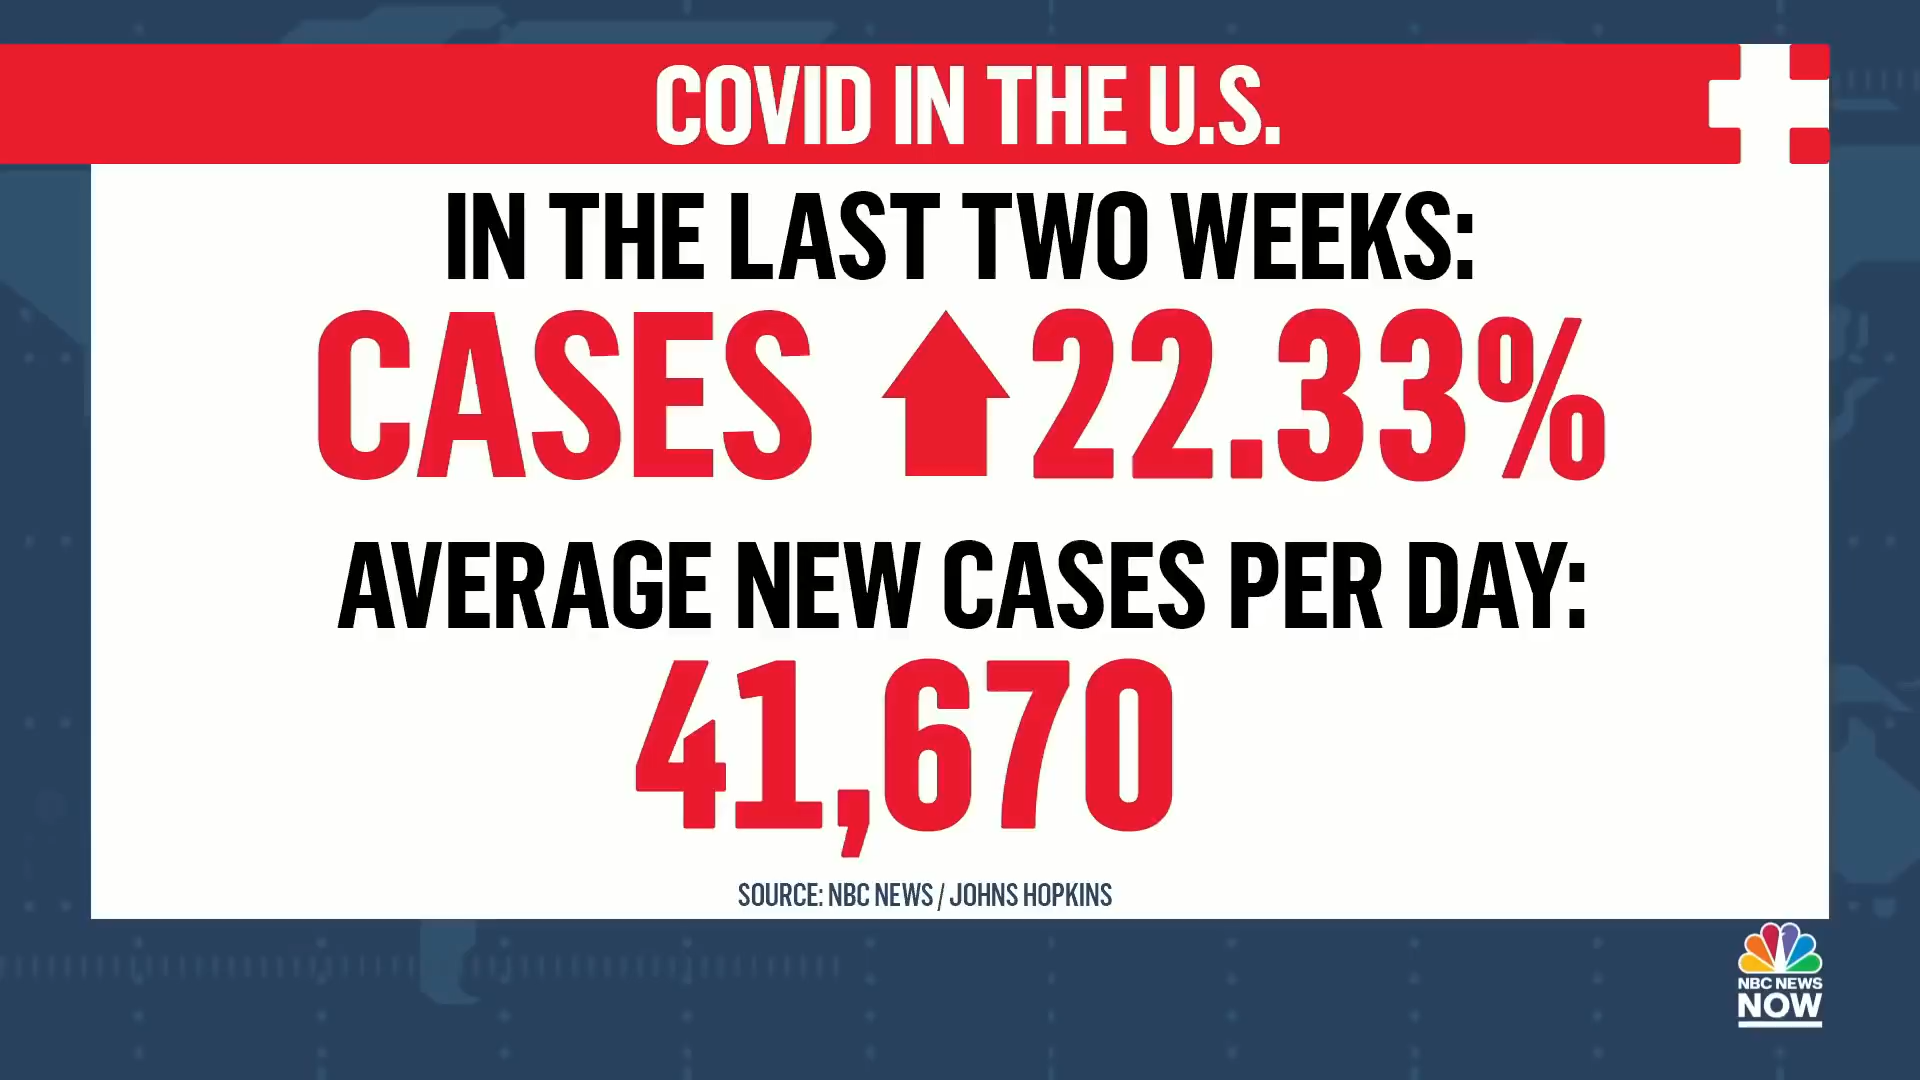 COVID IN THE U.S.
IN THE LAST TWO WEEKS:
CASES 22.33%
AVERAGE NEW CASES PER DAY:
41,670
SOURCE: NBC NEWS / JOHNS HOPKINS
NBC NEWS
NOW